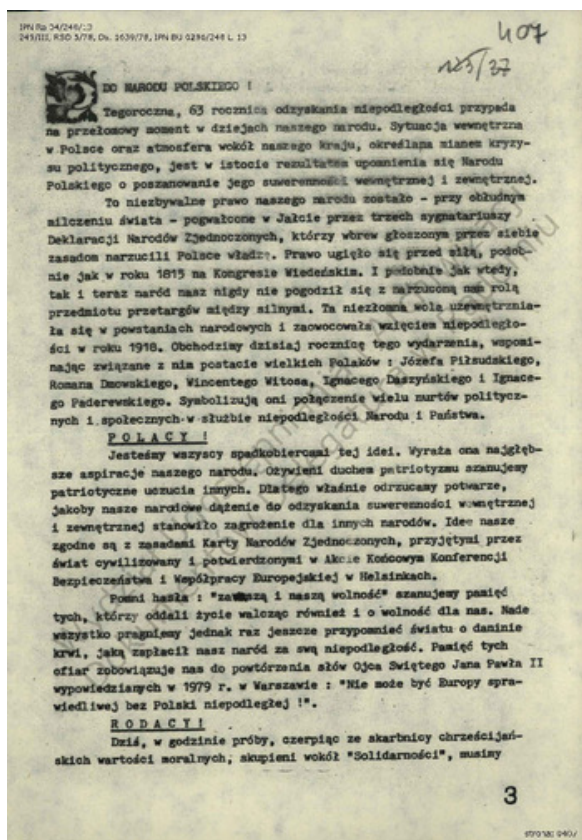 IPN Ra 54/246/13
245/III, RSD 3/78, Ds. 1639/78, IPN BU 0296/248 t. 13
407
DO NARODU POLSKIEGO !
Tegoroczna, 63 rocznica odzyskania niepodległości przypada
na przełomowy moment w dziejach naszego narodu. Sytuacja wewnętrzna
w Polsce oraz atmosfera wokół naszego kraju, określana mianem kryzy-
su politycznego, jest w istocie rezultatem upomnienia się Narodu
Polskiego o poszanowanie jego suwerenności wewnętrznej i zewnętrznej.
To niezbywalne prawo naszego narodu zostało - przy obłudnym
milczeniu świata - pogwałcone w Jałcie przez trzech sygnatariuszy
Deklaracji Narodów Zjednoczonych, którzy wbrew głoszonym przez siebie
zasadom narzucili Polsce władzę. Prawo ugięło się przed siłą, podob-
nie jak w roku 1815 na Kongresie Wiedeńskim. I podobnie jak wtedy,
tak i teraz naród nasz nigdy nie pogodził się z narzuconą nam rolą
przedmiotu przetargów między silnymi. Ta niezłomna wola uzewnętrznia-
ła się w powstaniach narodowych i zaowocowała wzięciem niepodległo-
ści w roku 1918. Obchodzimy dzisiaj rocznicę tego wydarzenia, wspomi-
nając związane z nim postacie wielkich Polaków : Józefa Piłsudskiego,
Romana Dmowskiego, Wincentego Witosa, Ignacego Daszyńskiego i Ignace-
go Paderewskiego. Symbolizują oni połączenie wielu nurtów politycz-
nych i społecznych w służbie niepodległości Narodu i Państwa.
P O L A C Y !
Jesteśmy wszyscy spadkobiercami tej idei. Wyraża ona najgłęb-
sze aspiracje naszego narodu. Ożywieni duchem patriotyzmu szanujemy
patriotyczne uczucia innych. Dlatego właśnie odrzucamy potwarze,
jakoby nasze narodowe dążenie do odzyskania suwerenności wewnętrznej
i zewnętrznej stanowiło zagrożenie dla innych narodów. Idee nasze
zgodne są z zasadami Karty Narodów Zjednoczonych, przyjętymi przez
świat cywilizowany i potwierdzonymi w Akcie Końcowym Konferencji
Bezpieczeństwa i Współpracy Europejskiej w Helsinkach.
Pomni hasła : "za waszą i naszą wolność" szanujemy pamięć
tych, którzy oddali życie walcząc również i o wolność dla nas. Nade
wszystko pragniemy jednak raz jeszcze przypomnieć światu o daninie
krwi, jaką zapłacił nasz naród za swą niepodległość. Pamięć tych
ofiar zobowiązuje nas do powtórzenia słów Ojca Świętego Jana Pawła II
wypowiedzianych w 1979 r. w Warszawie : "Nie może być Europy spra-
wiedliwej bez Polski niepodległej !".
R O D A C Y !
Dziś, w godzinie próby, czerpiąc ze skarbnicy chrześcijań-
skich wartości moralnych, skupieni wokół "Solidarności", musimy
3
strona: 0407